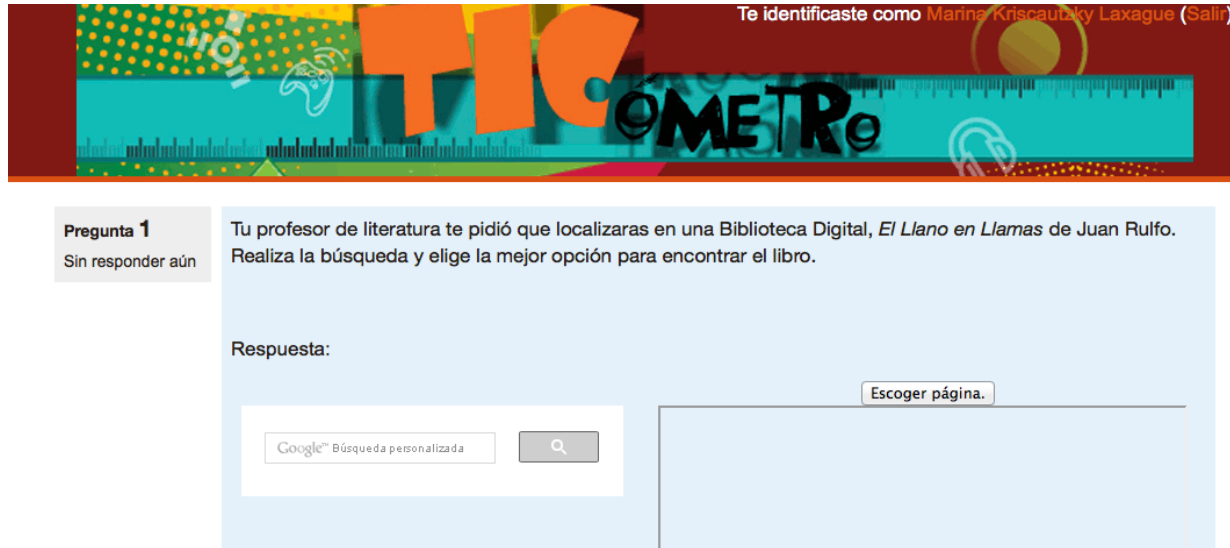 Te identificaste como Marina Kriscautzky Laxague (Salir)
TICOMETRO
Pregunta 1
Sin responder aún
Tu profesor de literatura te pidió que localizaras en una Biblioteca Digital, El Llano en Llamas de Juan Rulfo.
Realiza la búsqueda y elige la mejor opción para encontrar el libro.
Respuesta:
Escoger página.
Google™ Búsqueda personalizada